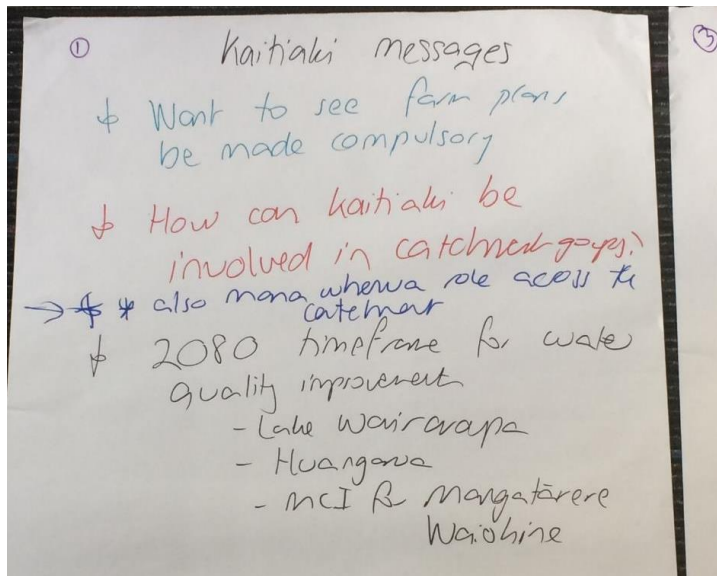 ①
Kaitiaki messages
Want to see farm plans
be made compulsory
How can kaitiaki be
involved in catchment groups?
→ * * also mana whenua role across the
catchment
2080 timeframe for water
quality improvement
- Lake Wairarapa
- Huangarua
- MCI for Mangatārere
Waiohine
③